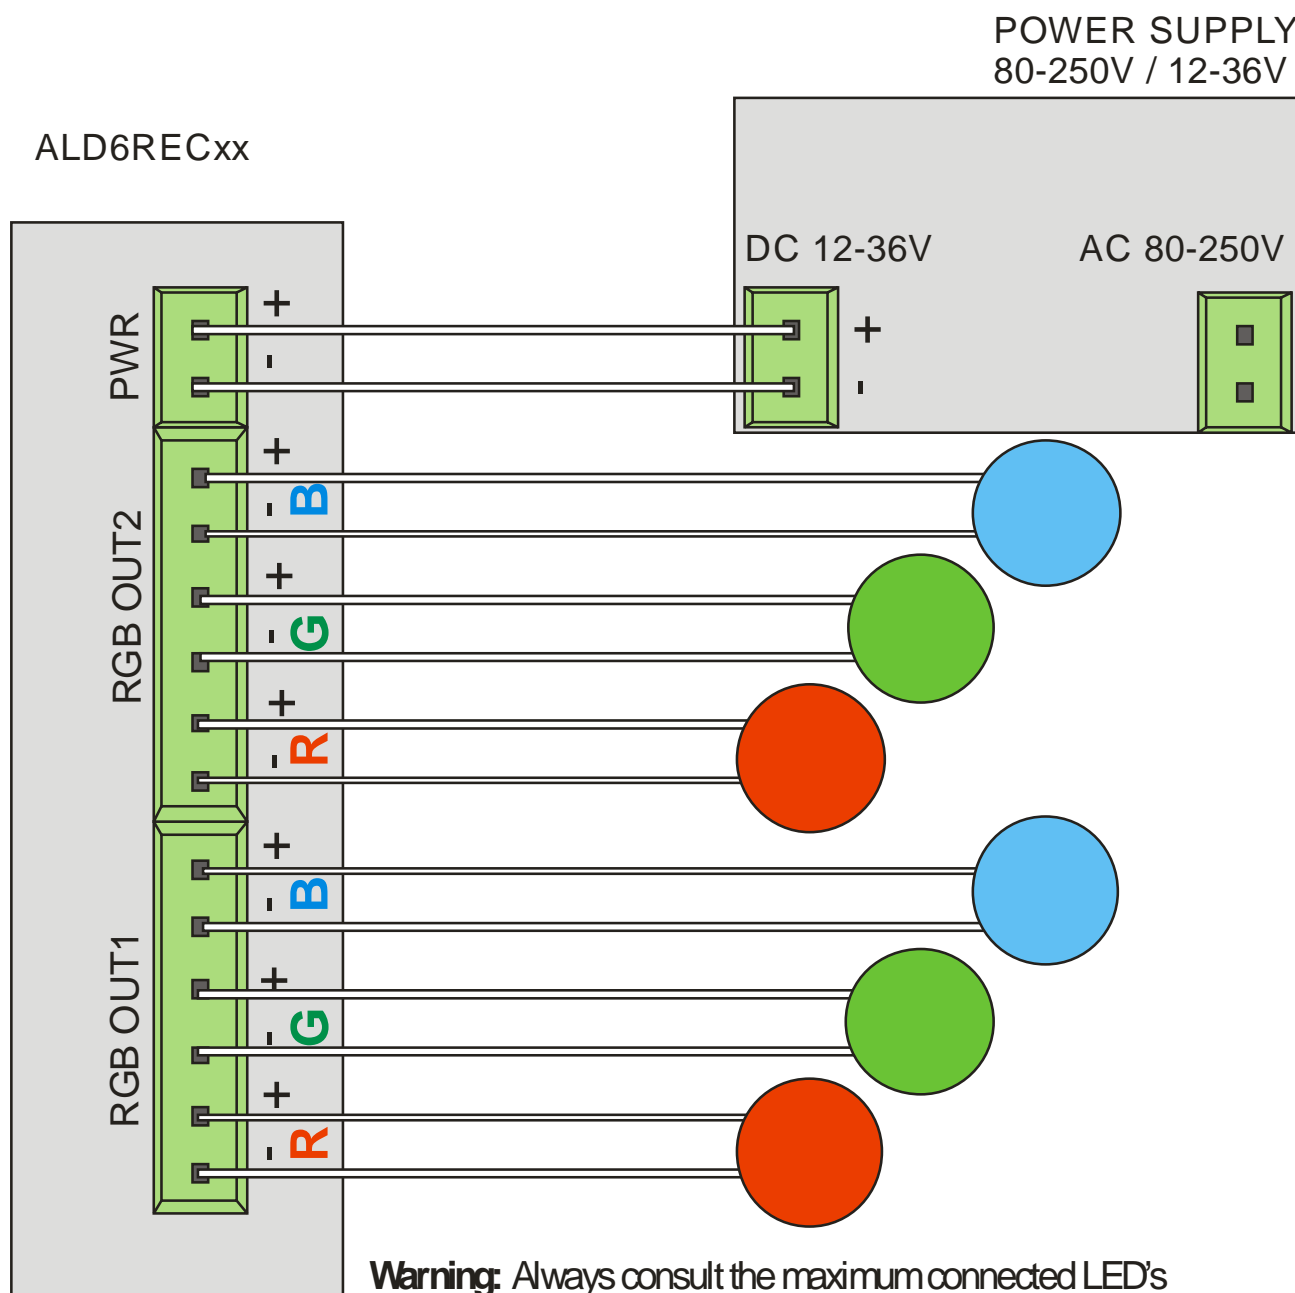 POWER SUPPLY
80-250V / 12-36V
ALD6RECxx
DC 12-36V
AC 80-250V
PWR
+
-
+
-
RGB OUT2
+
-
B
+
-
G
+
-
R
RGB OUT1
+
-
B
+
-
G
+
-
R
Warning: Always consult the maximum connected LED's